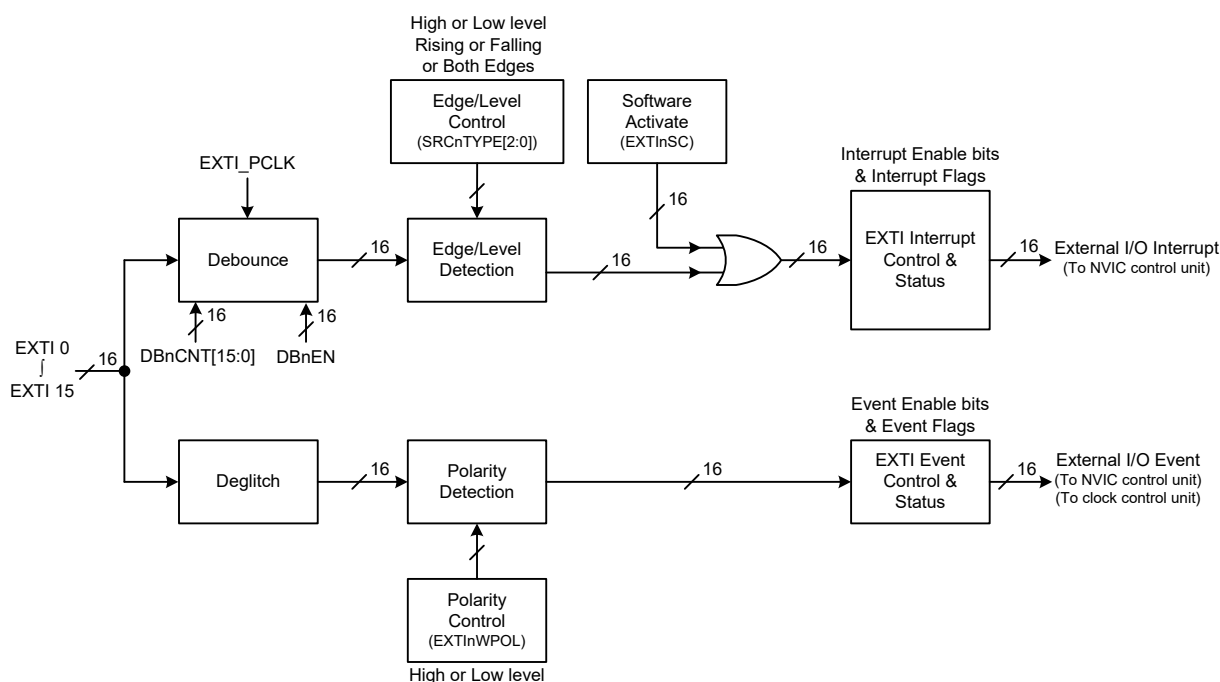 High or Low level
Rising or Falling
or Both Edges
Edge/Level
Control
(SRCnTYPE[2:0])
Software
Activate
(EXTInSC)
EXTI_PCLK
16
Interrupt Enable bits
& Interrupt Flags
Debounce
16
Edge/Level
Detection
16
16
EXTI Interrupt
Control &
Status
16
External I/O Interrupt
(To NVIC control unit)
16
16
DBnCNT[15:0]
DBnEN
EXTI 0
∫
EXTI 15
16
Event Enable bits
& Event Flags
Deglitch
16
Polarity
Detection
16
EXTI Event
Control &
Status
16
External I/O Event
(To NVIC control unit)
(To clock control unit)
Polarity
Control
(EXTInWPOL)
High or Low level